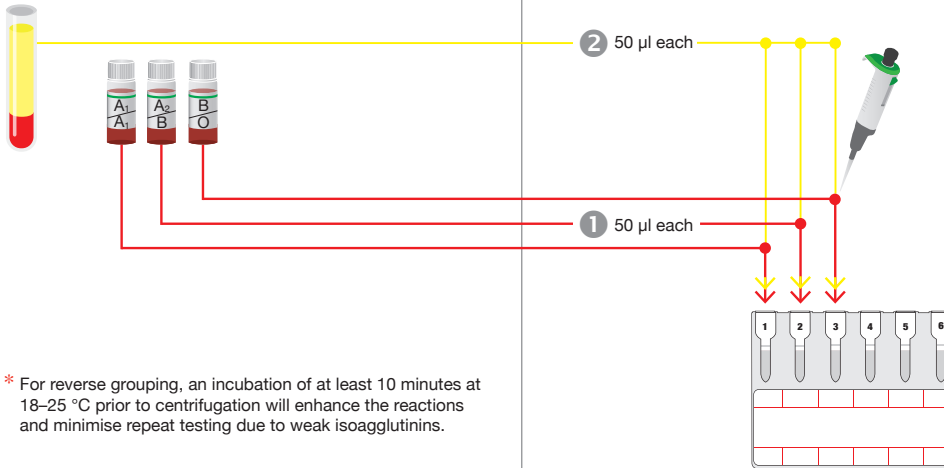 2 50 µl each
A₁ A₂ B
A₁ B O
1 50 µl each
1 2 3 4 5 6
* For reverse grouping, an incubation of at least 10 minutes at
18–25 °C prior to centrifugation will enhance the reactions
and minimise repeat testing due to weak isoagglutinins.